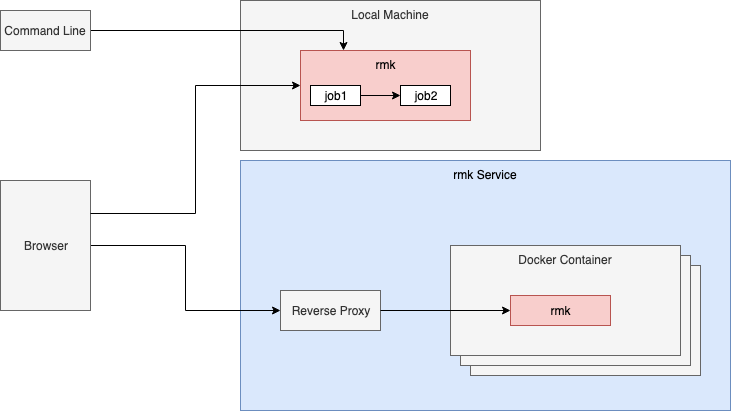 Local Machine
Command Line
rmk
job1
job2
rmk Service
Browser
Docker Container
Reverse Proxy
rmk